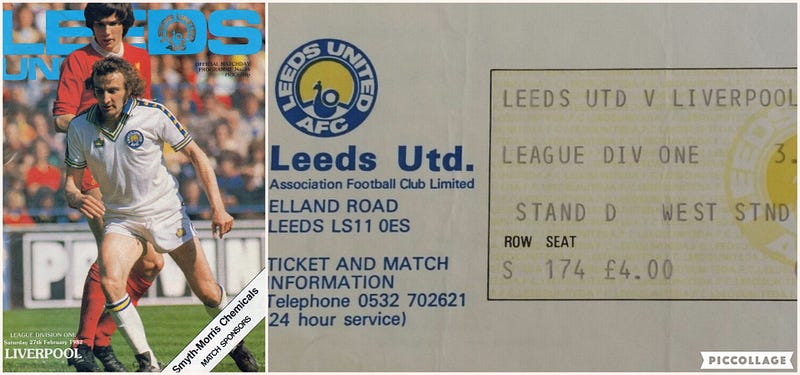 LEEDS
UNITED
OFFICIAL MATCHDAY
LEAGUE DIVISION ONE
Saturday 27th February 1982
LIVERPOOL
Smyth-Morris Chemicals
MATCH SPONSORS
LEEDS UNITED
AFC
Leeds Utd.
Association Football Club Limited
ELLAND ROAD
LEEDS LS11 0ES
TICKET AND MATCH
INFORMATION
Telephone 0532 702621
24 hour service)
LEEDS UTD V LIVERPOOL
LEAGUE DIV ONE 3.
STAND D WEST STND
ROW SEAT
S 174 £4.00
PICCOLLAGE